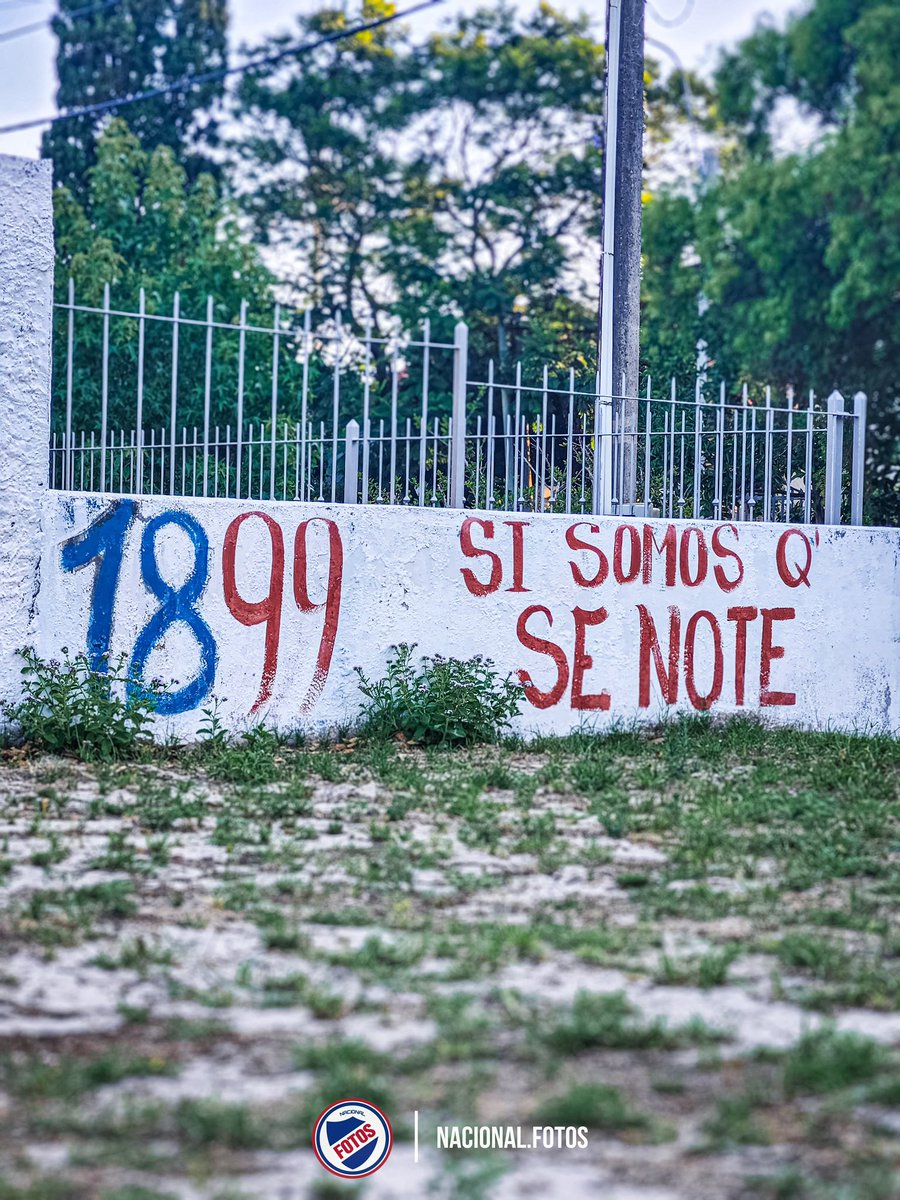 1899
SI SOMOS Q'
SE NOTE
NACIONAL
FOTOS
NACIONAL.FOTOS